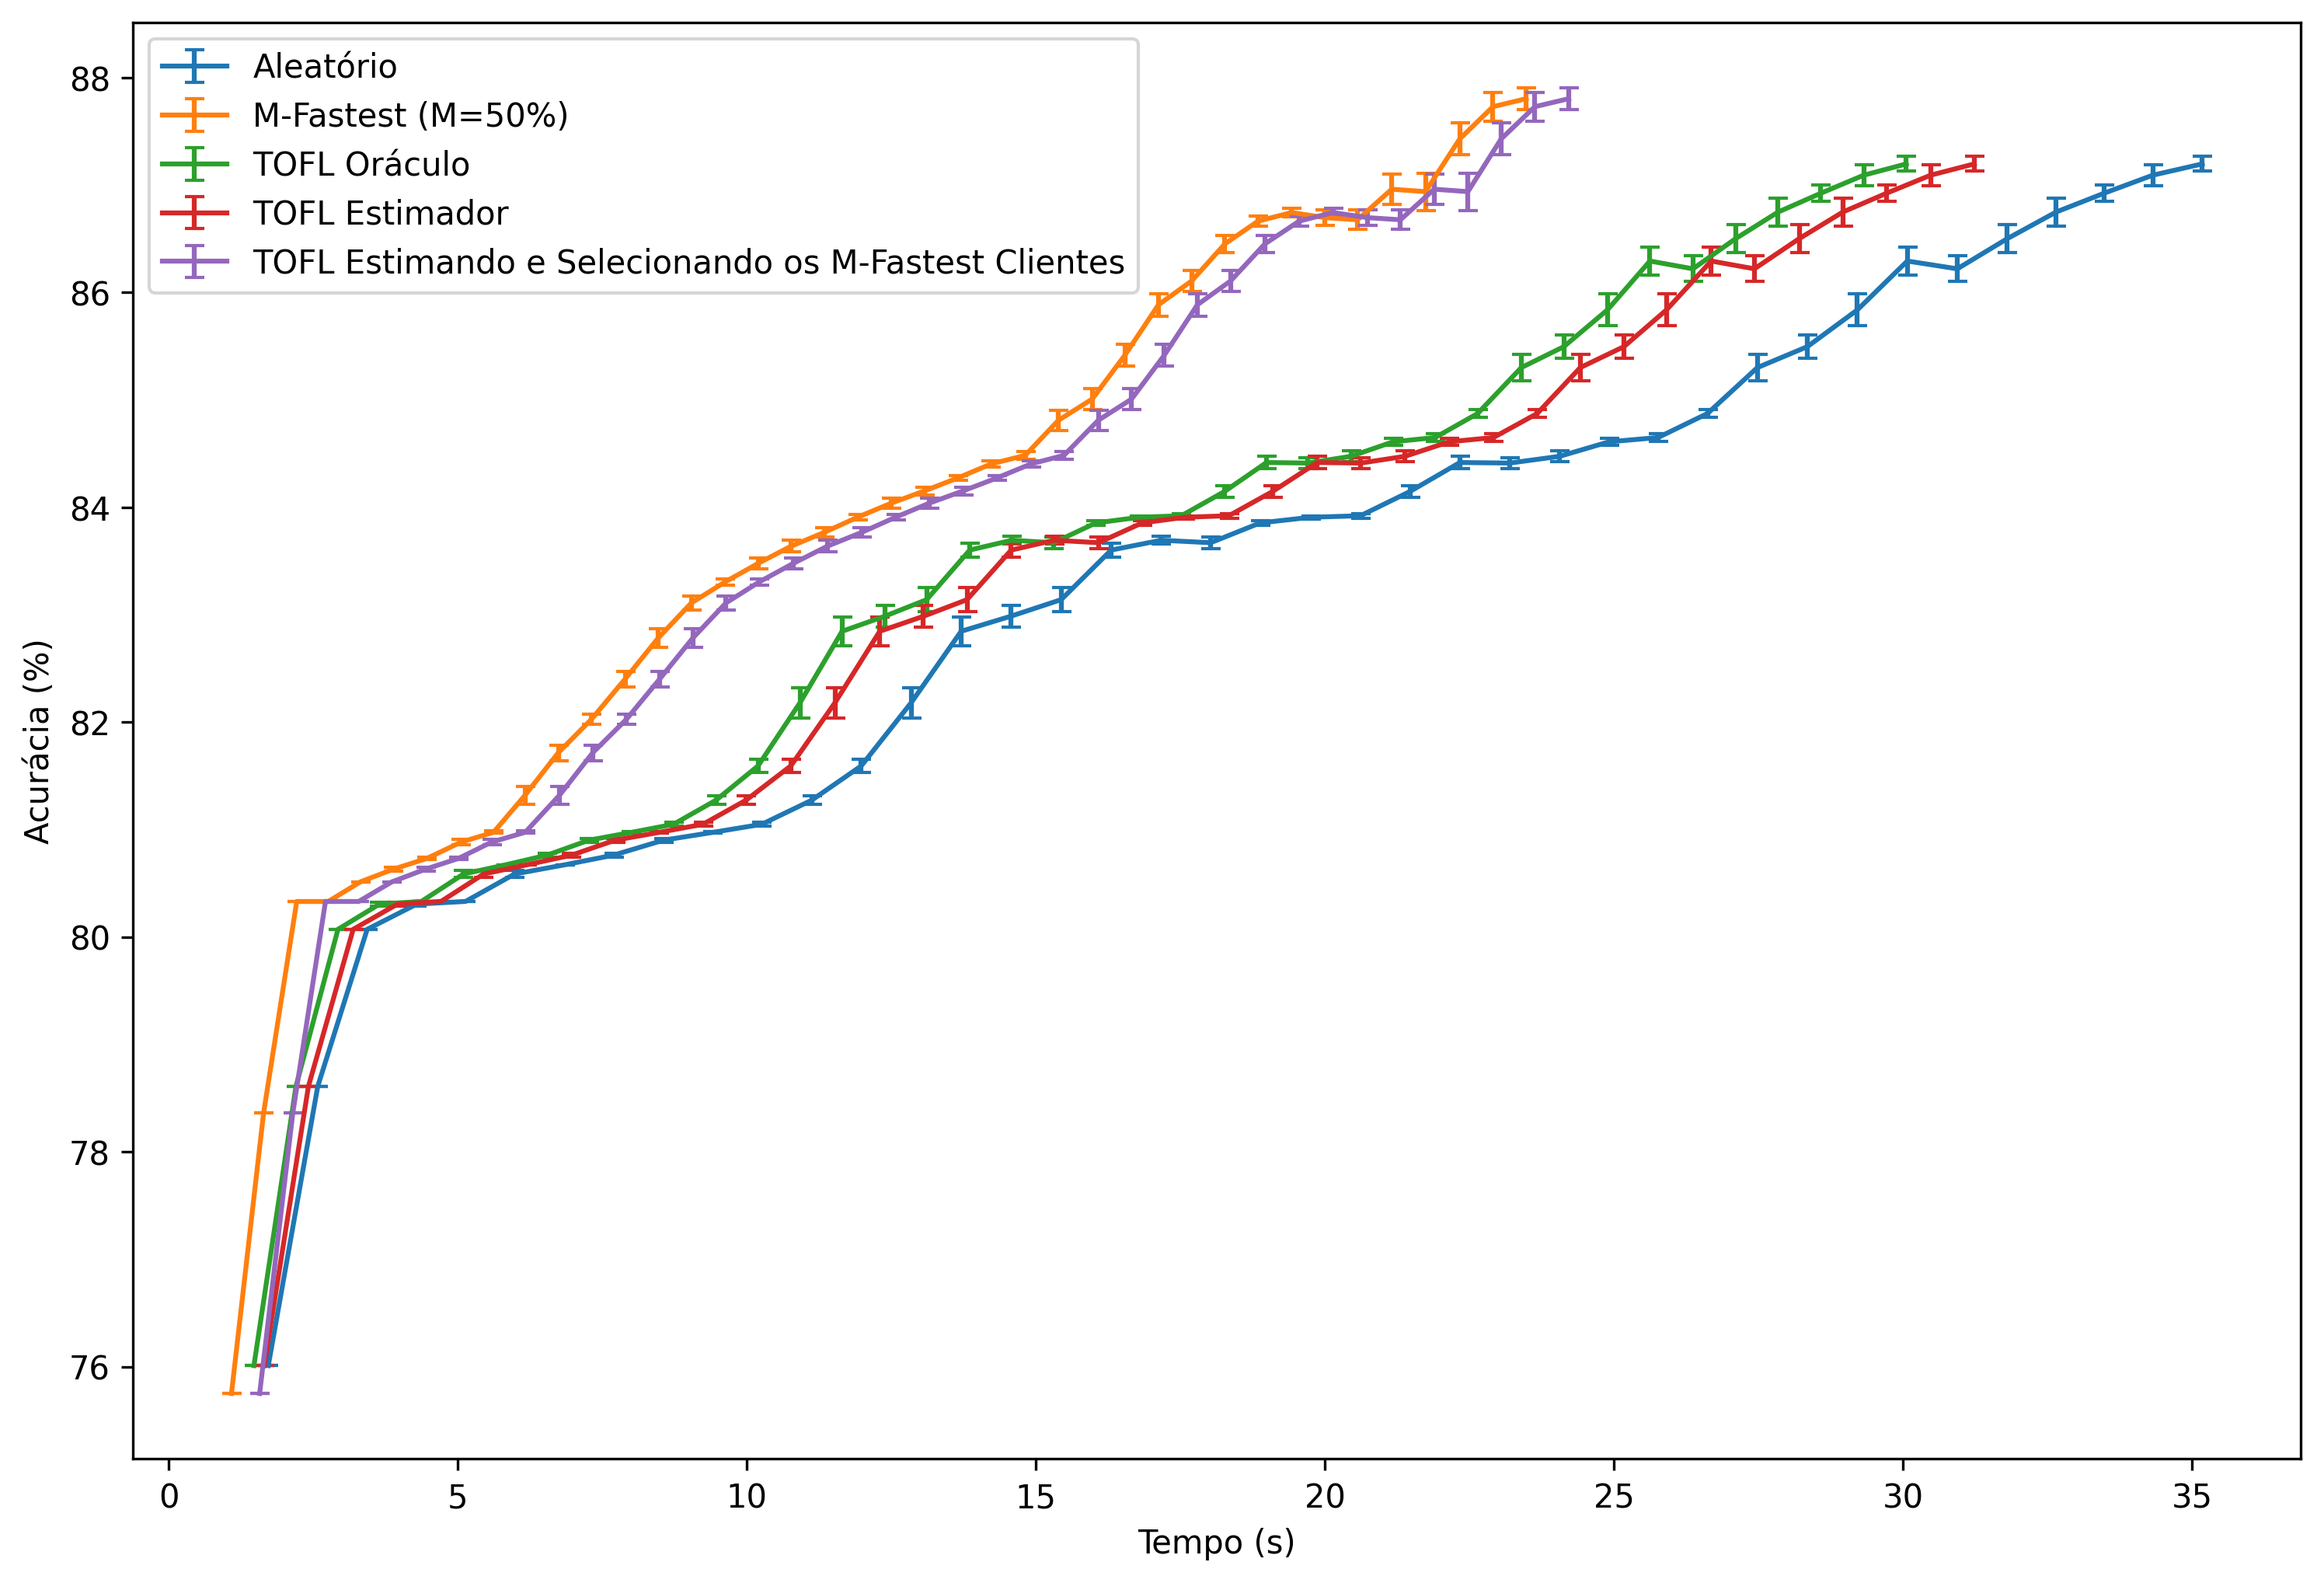 Aleatório
M-Fastest (M=50%)
TOFL Oráculo
TOFL Estimador
TOFL Estimando e Selecionando os M-Fastest Clientes
88
86
84
82
80
78
76
Acurácia (%)
0 5 10 15 20 25 30 35
Tempo (s)